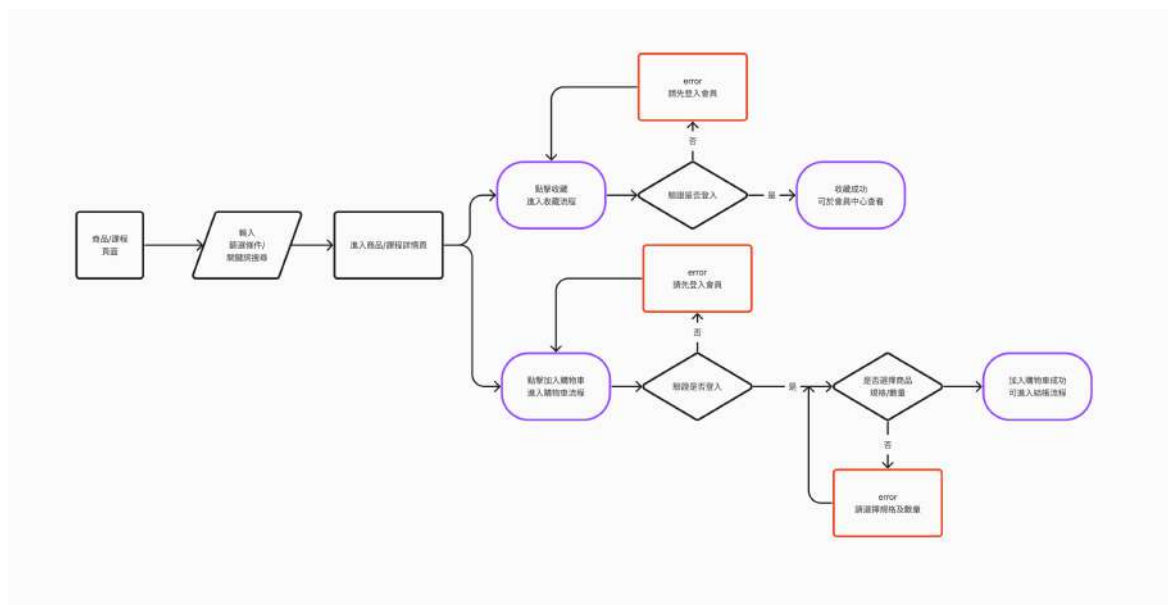 商品/課程
頁面
輸入
篩選條件/
關鍵詞搜尋
進入商品/課程詳情頁
error
請先登入會員
否
點擊收藏
進入收藏流程
驗證是否登入
是
收藏成功
可於會員中心查看
error
請先登入會員
否
點擊加入購物車
進入購物車流程
驗證是否登入
是
是否選擇商品
規格/數量
加入購物車成功
可進入結帳流程
否
error
請選擇規格及數量